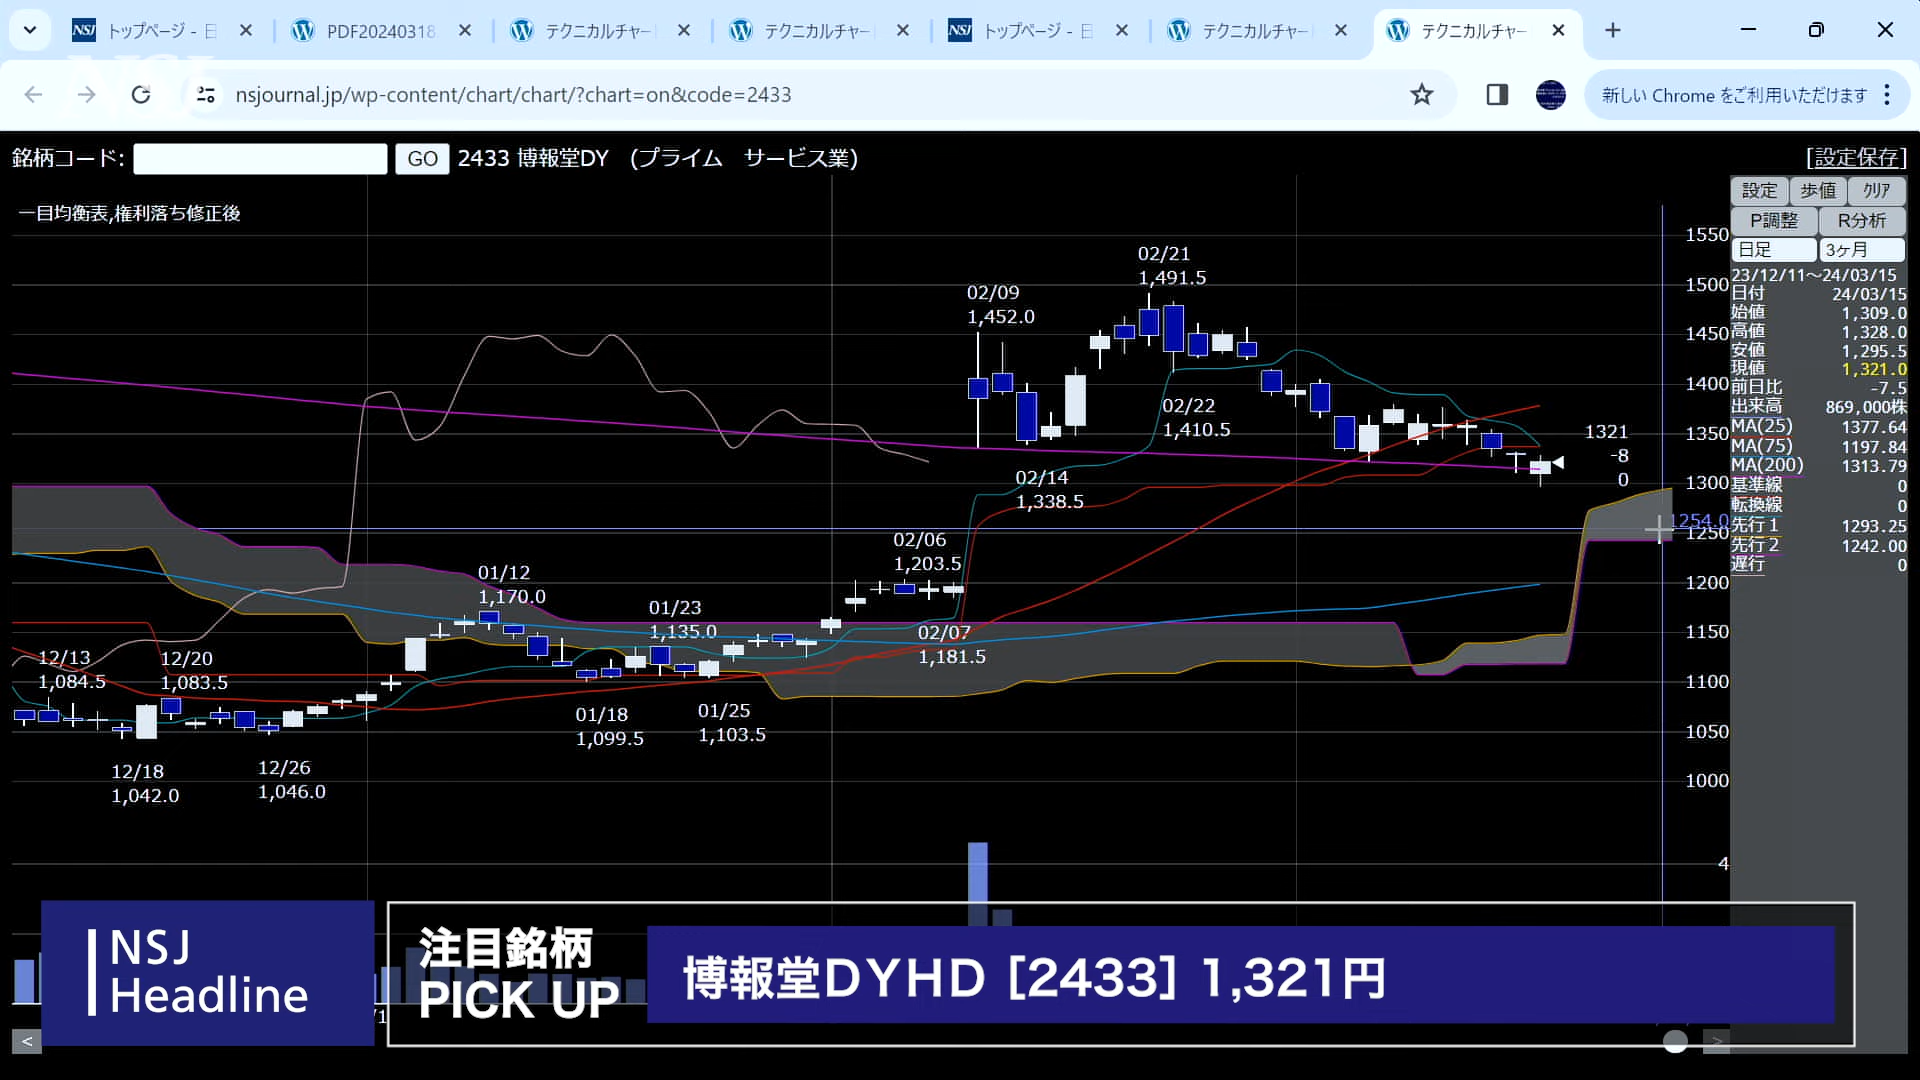 NSJ トップページ - 日
PDF20240318
テクニカルチャー
テクニカルチャー
NSJ トップページ - 日
テクニカルチャー
テクニカルチャー
NSJ
nsjournal.jp/wp-content/chart/chart/?chart=on&code=2433
新しい Chrome をご利用いただけます
銘柄コード: GO 2433 博報堂DY (プライム サービス業)
[設定保存]
一目均衡表,権利落ち修正後
設定 歩値 クリア
P調整 R分析
日足 3ヶ月
23/12/11～24/03/15
日付 24/03/15
始値 1,309.0
高値 1,328.0
安値 1,295.5
現値 1,321.0
前日比 -7.5
出来高 869,000株
MA(25) 1377.64
MA(75) 1197.84
MA(200) 1313.79
基準線 0
転換線 0
先行1 1293.25
先行2 1242.00
遅行 0
1550
1500
1450
1400
1350
1300
1254.0
1250
1200
1150
1100
1050
1000
4
02/21
1,491.5
02/09
1,452.0
02/22
1,410.5
1321
-8
0
02/14
1,338.5
02/06
1,203.5
01/12
1,170.0
01/23
1,135.0
02/07
1,181.5
12/13
1,084.5
12/20
1,083.5
01/18
1,099.5
01/25
1,103.5
12/18
1,042.0
12/26
1,046.0
NSJ
Headline
注目銘柄
PICK UP
博報堂DYHD [2433] 1,321円
/1
<
>